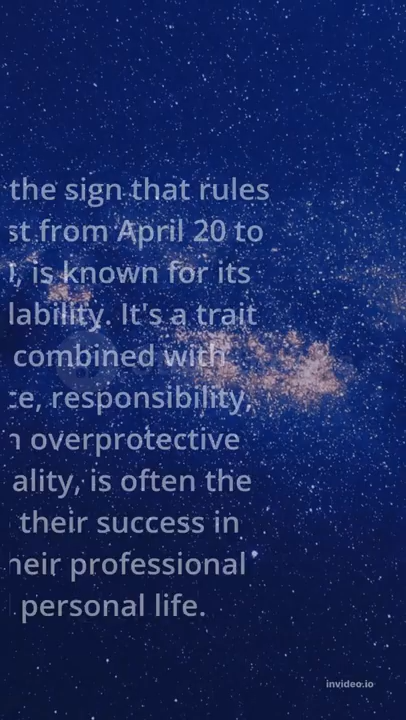 the sign that rules
st from April 20 to
, is known for its
lability. It's a trait
combined with
e, responsibility,
overprotective
ality, is often the
their success in
heir professional
personal life.
invideo.io